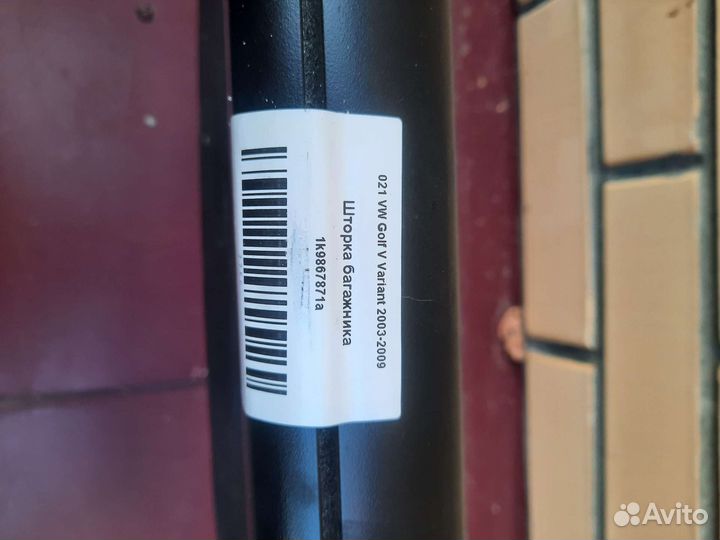 021 VW Golf V Variant 2003-2009
Шторка багажника
1k9867871a
Avito